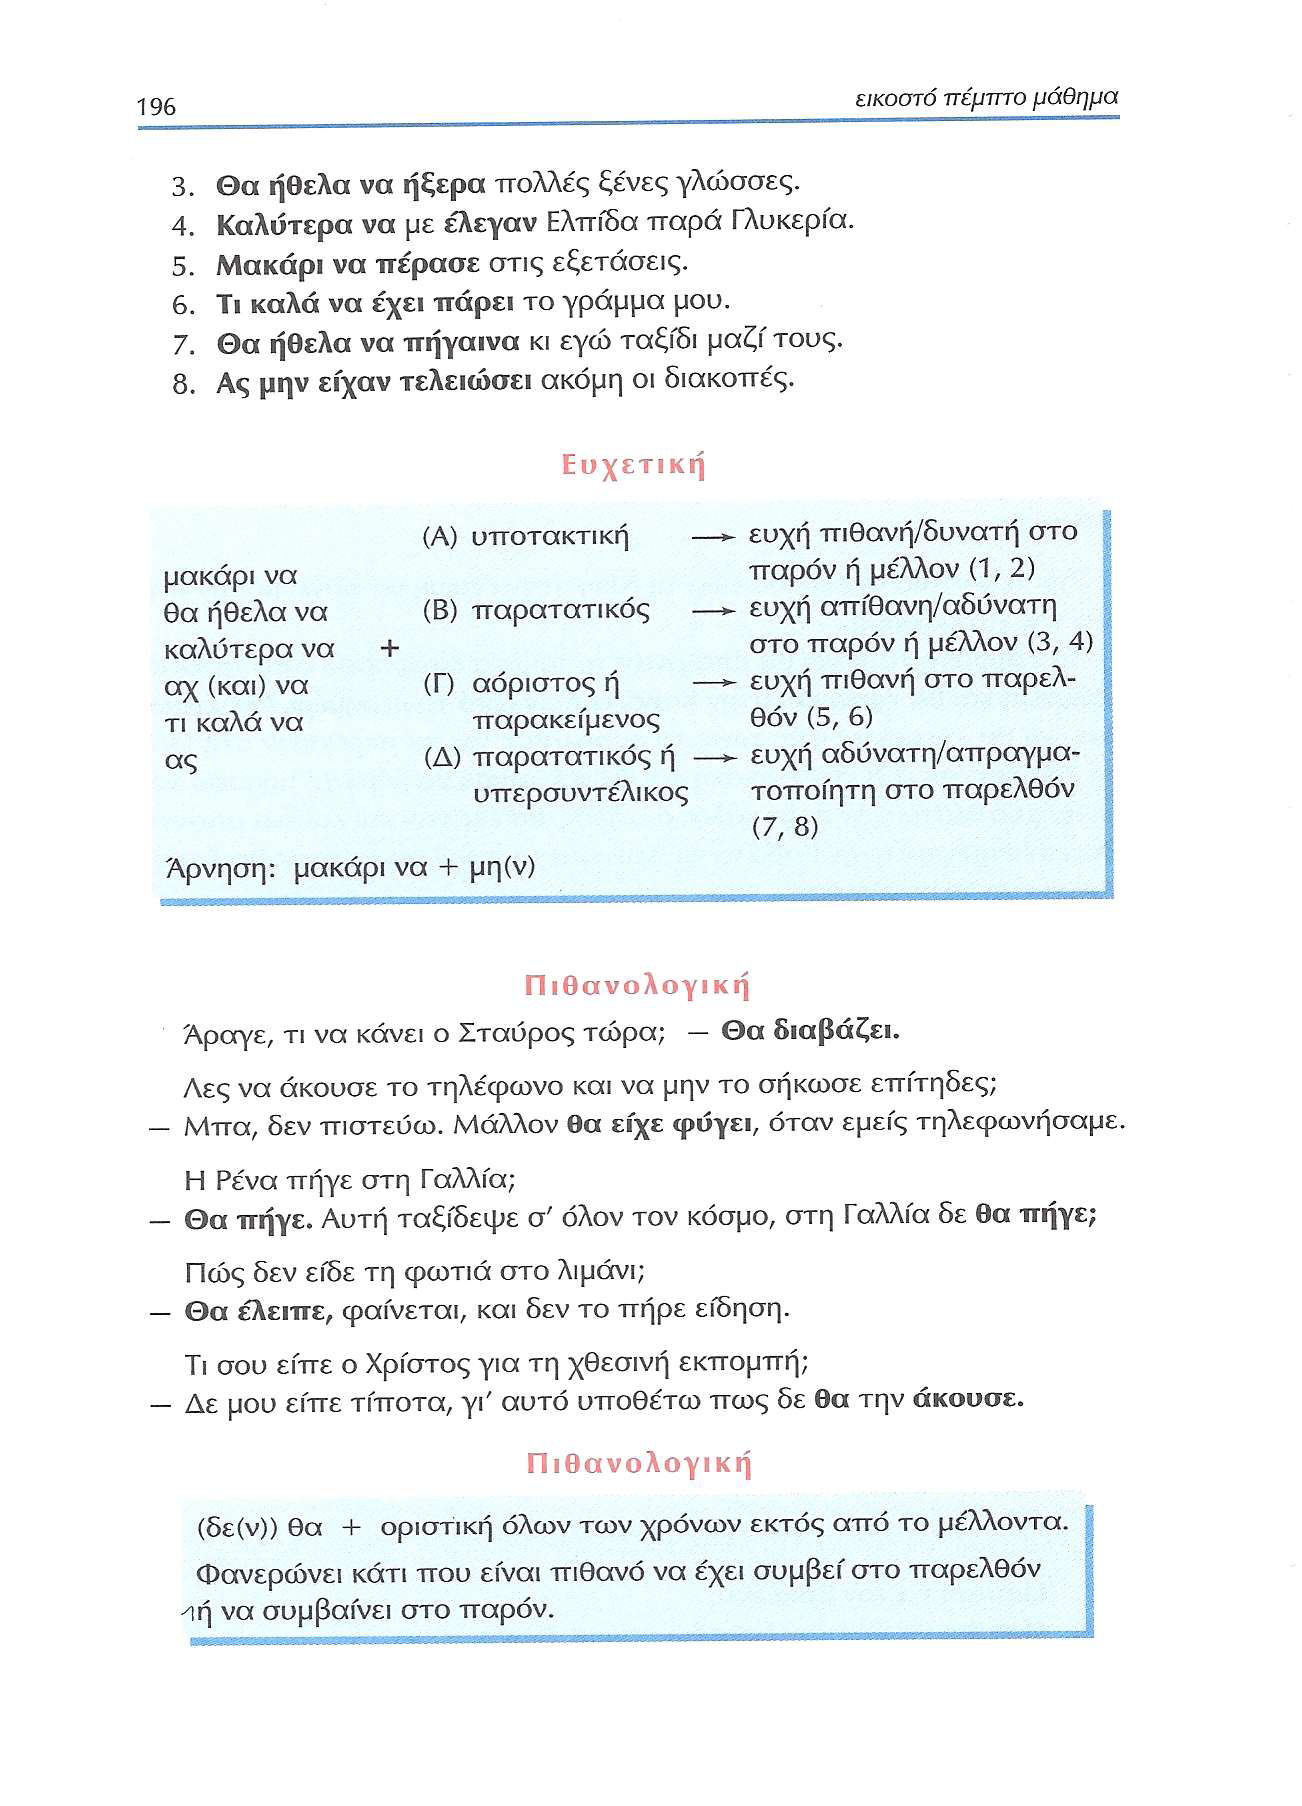 196
εικοστό πέμπτο μάθημα
3. Θα ήθελα να ήξερα πολλές ξένες γλώσσες.
4. Καλύτερα να με έλεγαν Ελπίδα παρά Γλυκερία.
5. Μακάρι να πέρασε στις εξετάσεις.
6. Τι καλά να έχει πάρει το γράμμα μου.
7. Θα ήθελα να πήγαινα κι εγώ ταξίδι μαζί τους.
8. Ας μην είχαν τελειώσει ακόμη οι διακοπές.
Ευχετική
(Α) υποτακτική → ευχή πιθανή/δυνατή στο
μακάρι να παρόν ή μέλλον (1, 2)
θα ήθελα να (Β) παρατατικός → ευχή απίθανη/αδύνατη
καλύτερα να + στο παρόν ή μέλλον (3, 4)
αχ (και) να (Γ) αόριστος ή → ευχή πιθανή στο παρελ-
τι καλά να παρακείμενος θόν (5, 6)
ας (Δ) παρατατικός ή → ευχή αδύνατη/απραγμα-
υπερσυντέλικος τοποίητη στο παρελθόν
(7, 8)
Άρνηση: μακάρι να + μη(ν)
Πιθανολογική
Άραγε, τι να κάνει ο Σταύρος τώρα; – Θα διαβάζει.
Λες να άκουσε το τηλέφωνο και να μην το σήκωσε επίτηδες;
– Μπα, δεν πιστεύω. Μάλλον θα είχε φύγει, όταν εμείς τηλεφωνήσαμε.
Η Ρένα πήγε στη Γαλλία;
– Θα πήγε. Αυτή ταξίδεψε σ' όλον τον κόσμο, στη Γαλλία δε θα πήγε;
Πώς δεν είδε τη φωτιά στο λιμάνι;
– Θα έλειπε, φαίνεται, και δεν το πήρε είδηση.
Τι σου είπε ο Χρίστος για τη χθεσινή εκπομπή;
– Δε μου είπε τίποτα, γι' αυτό υποθέτω πως δε θα την άκουσε.
Πιθανολογική
(δε(ν)) θα + οριστική όλων των χρόνων εκτός από το μέλλοντα.
Φανερώνει κάτι που είναι πιθανό να έχει συμβεί στο παρελθόν
ή να συμβαίνει στο παρόν.